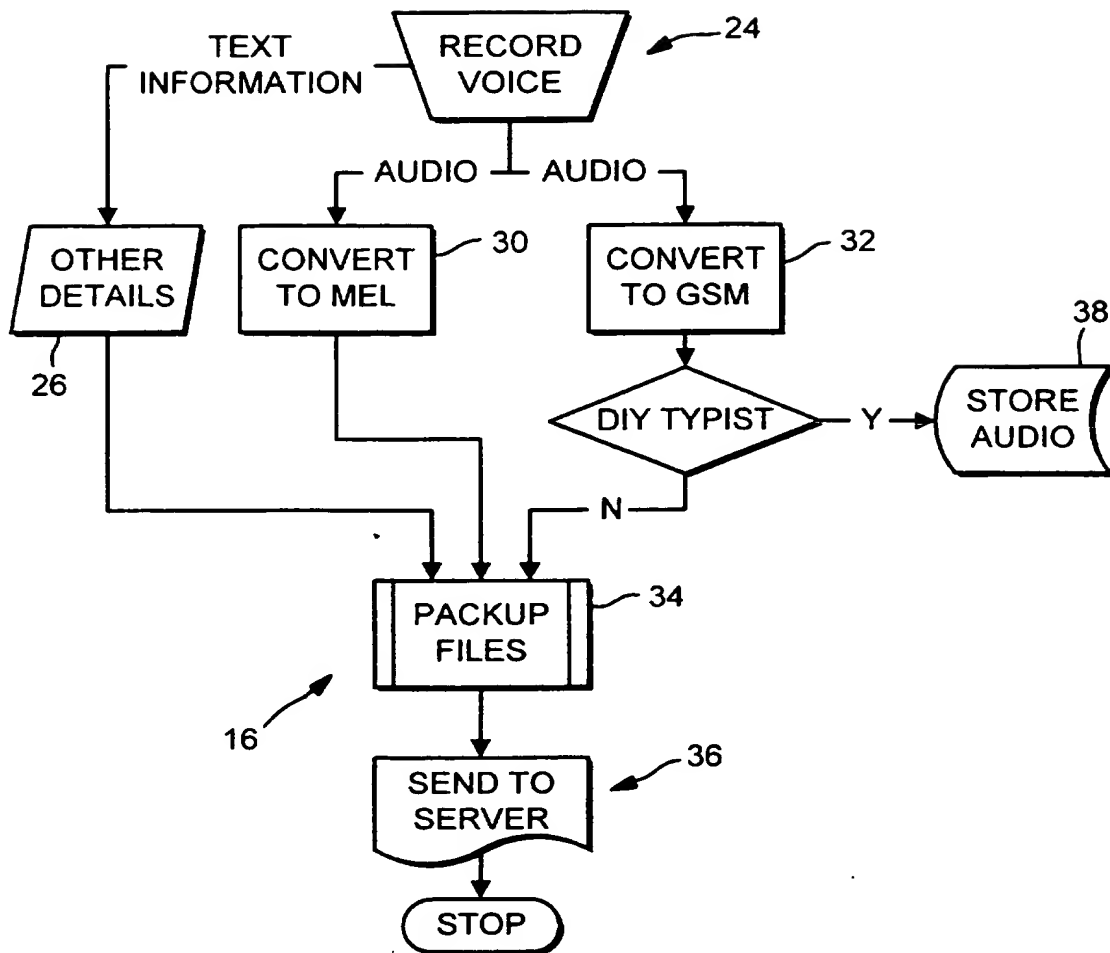 RECORD
VOICE
24
TEXT
INFORMATION
AUDIO
AUDIO
OTHER
DETAILS
26
CONVERT
TO MEL
30
CONVERT
TO GSM
32
DIY TYPIST
Y
STORE
AUDIO
38
N
PACKUP
FILES
34
16
SEND TO
SERVER
36
STOP